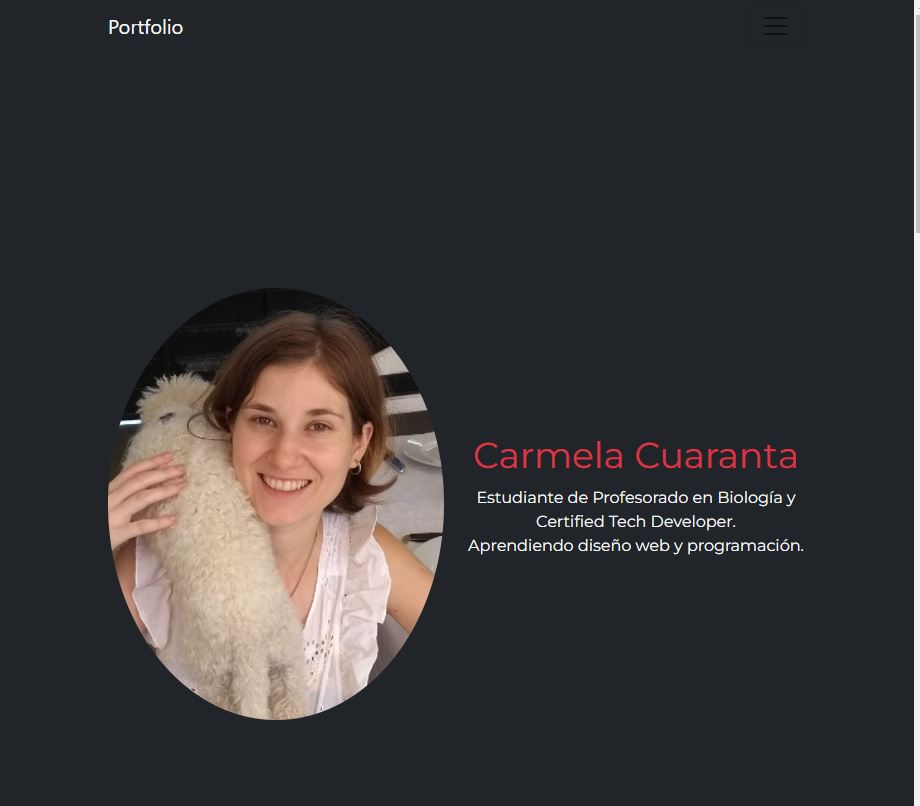 Portfolio
Carmela Cuaranta
Estudiante de Profesorado en Biología y
Certified Tech Developer.
Aprendiendo diseño web y programación.